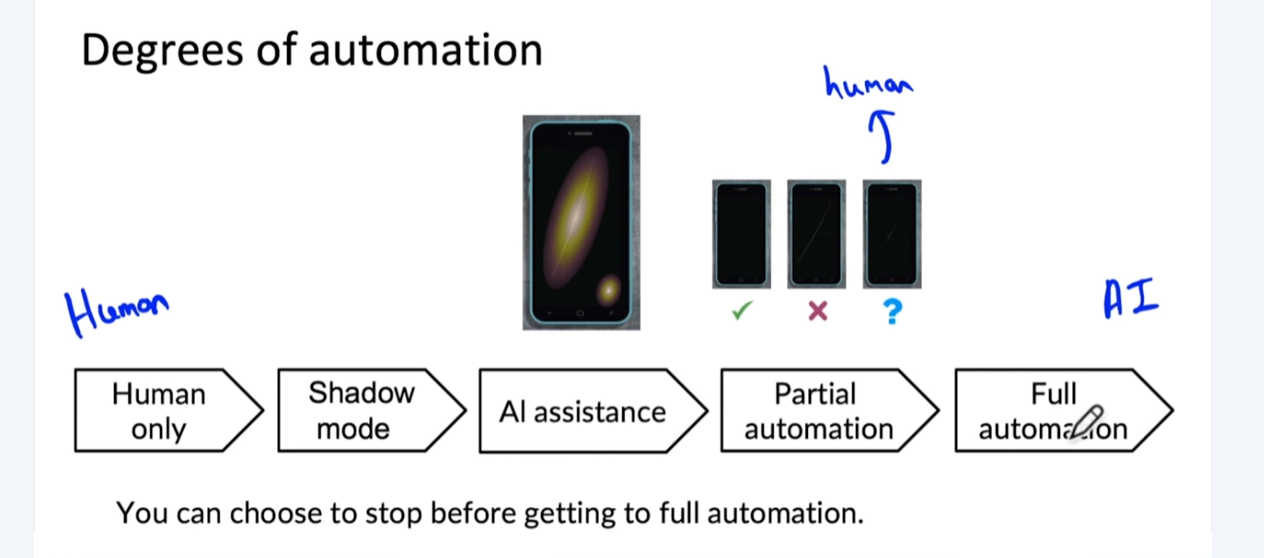 Degrees of automation
human
✓ ✗ ?
Human
AI
Human
only
Shadow
mode
AI assistance
Partial
automation
Full
automation
You can choose to stop before getting to full automation.